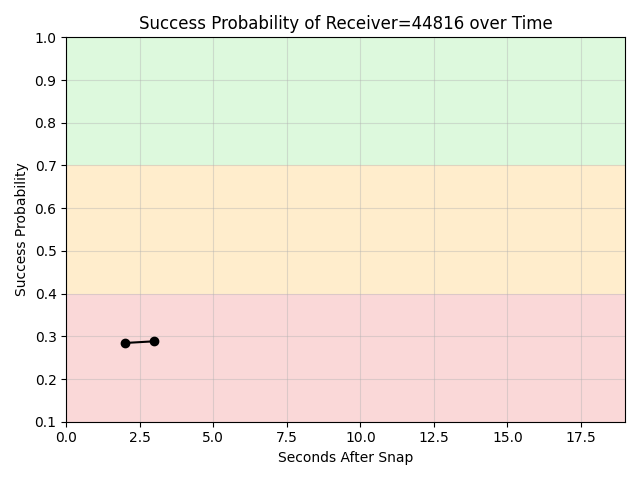 Success Probability of Receiver=44816 over Time
1.0
0.9
0.8
0.7
0.6
0.5
0.4
0.3
0.2
0.1
Success Probability
0.0 2.5 5.0 7.5 10.0 12.5 15.0 17.5
Seconds After Snap